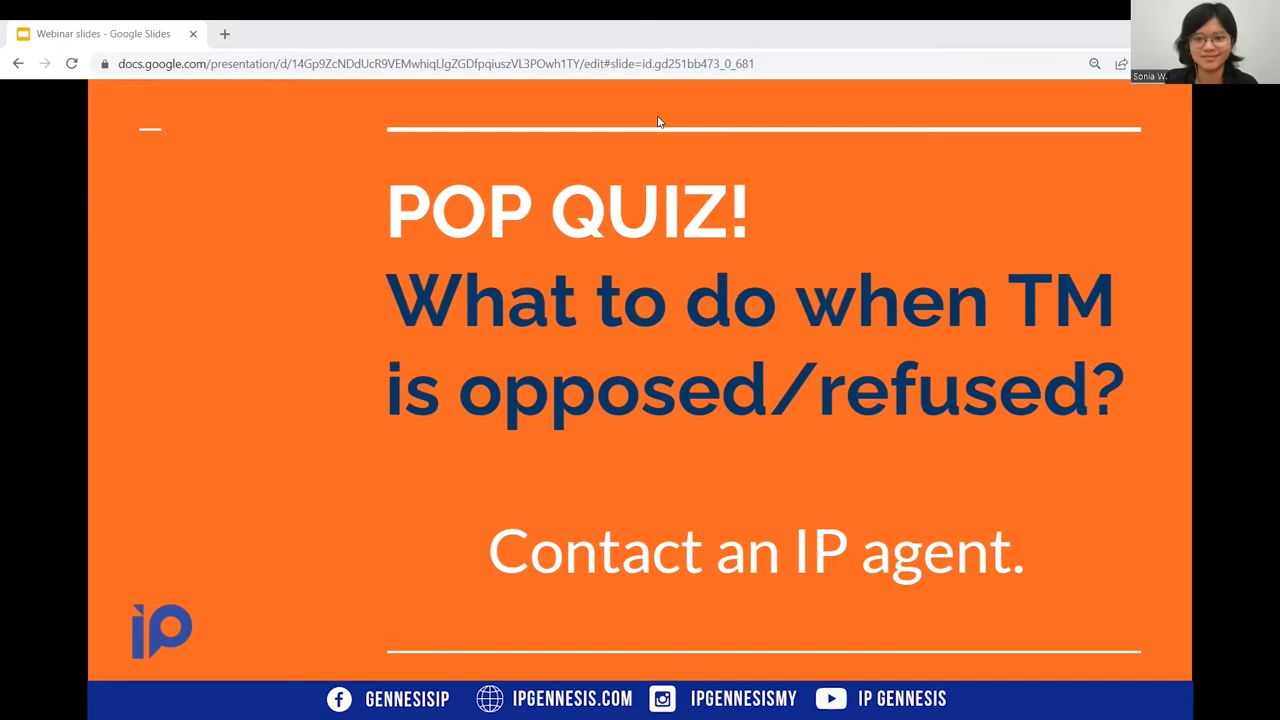 Webinar slides - Google Slides
docs.google.com/presentation/d/14Gp9ZcNDdUcR9VEMwhiqLlgZGDfpqiuszVL3POwh1TY/edit#slide=id.gd251bb473_0_681
Sonia W.
POP QUIZ!
What to do when TM
is opposed/refused?
Contact an IP agent.
ip
GENNESISIP
IPGENNESIS.COM
IPGENNESISMY
IP GENNESIS